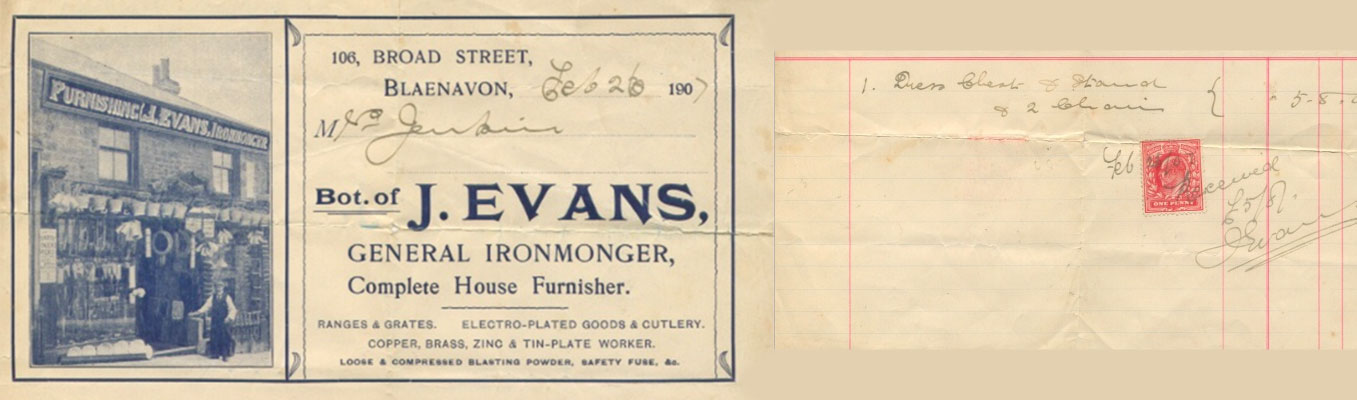 FURNISHING J. EVANS, IRONMONGER
106, BROAD STREET,
BLAENAVON, Feb 26 1907
Mrs Jenkin
Bot. of J. EVANS,
GENERAL IRONMONGER,
Complete House Furnisher.
RANGES & GRATES. ELECTRO-PLATED GOODS & CUTLERY.
COPPER, BRASS, ZINC & TIN-PLATE WORKER.
LOOSE & COMPRESSED BLASTING POWDER, SAFETY FUSE, &c.
1. Dress Chest & Stand
& 2 Chairs 5-8-
Feb
Received
£5/8/.
JEvans
ONE PENNY